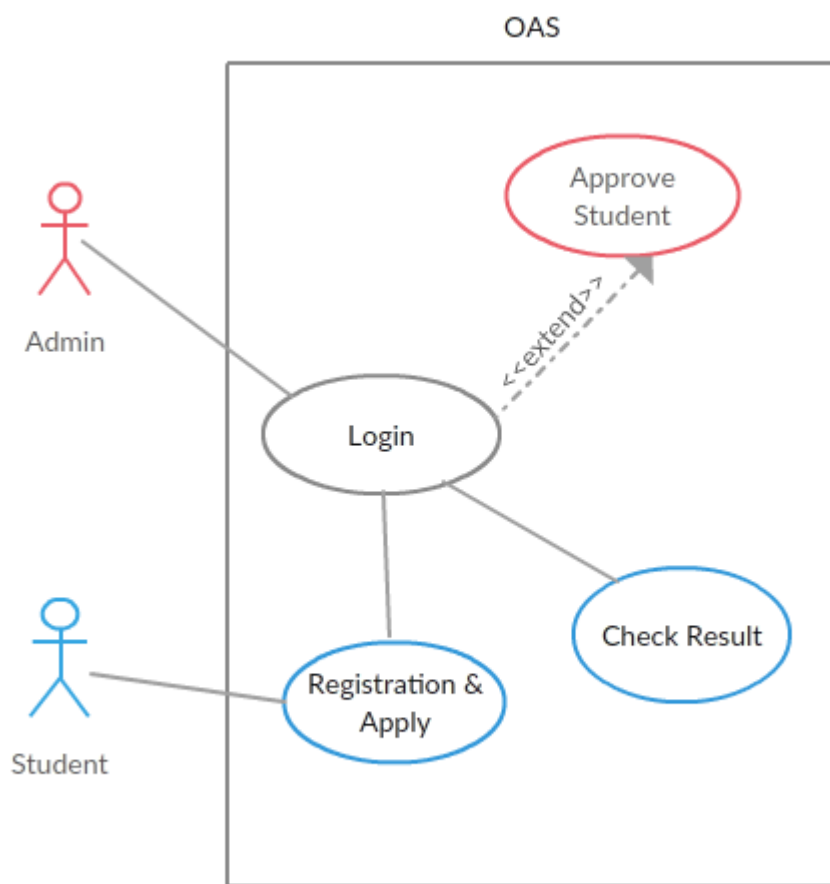 OAS
Approve
Student
<<extend>>
Admin
Login
Check Result
Registration &
Apply
Student